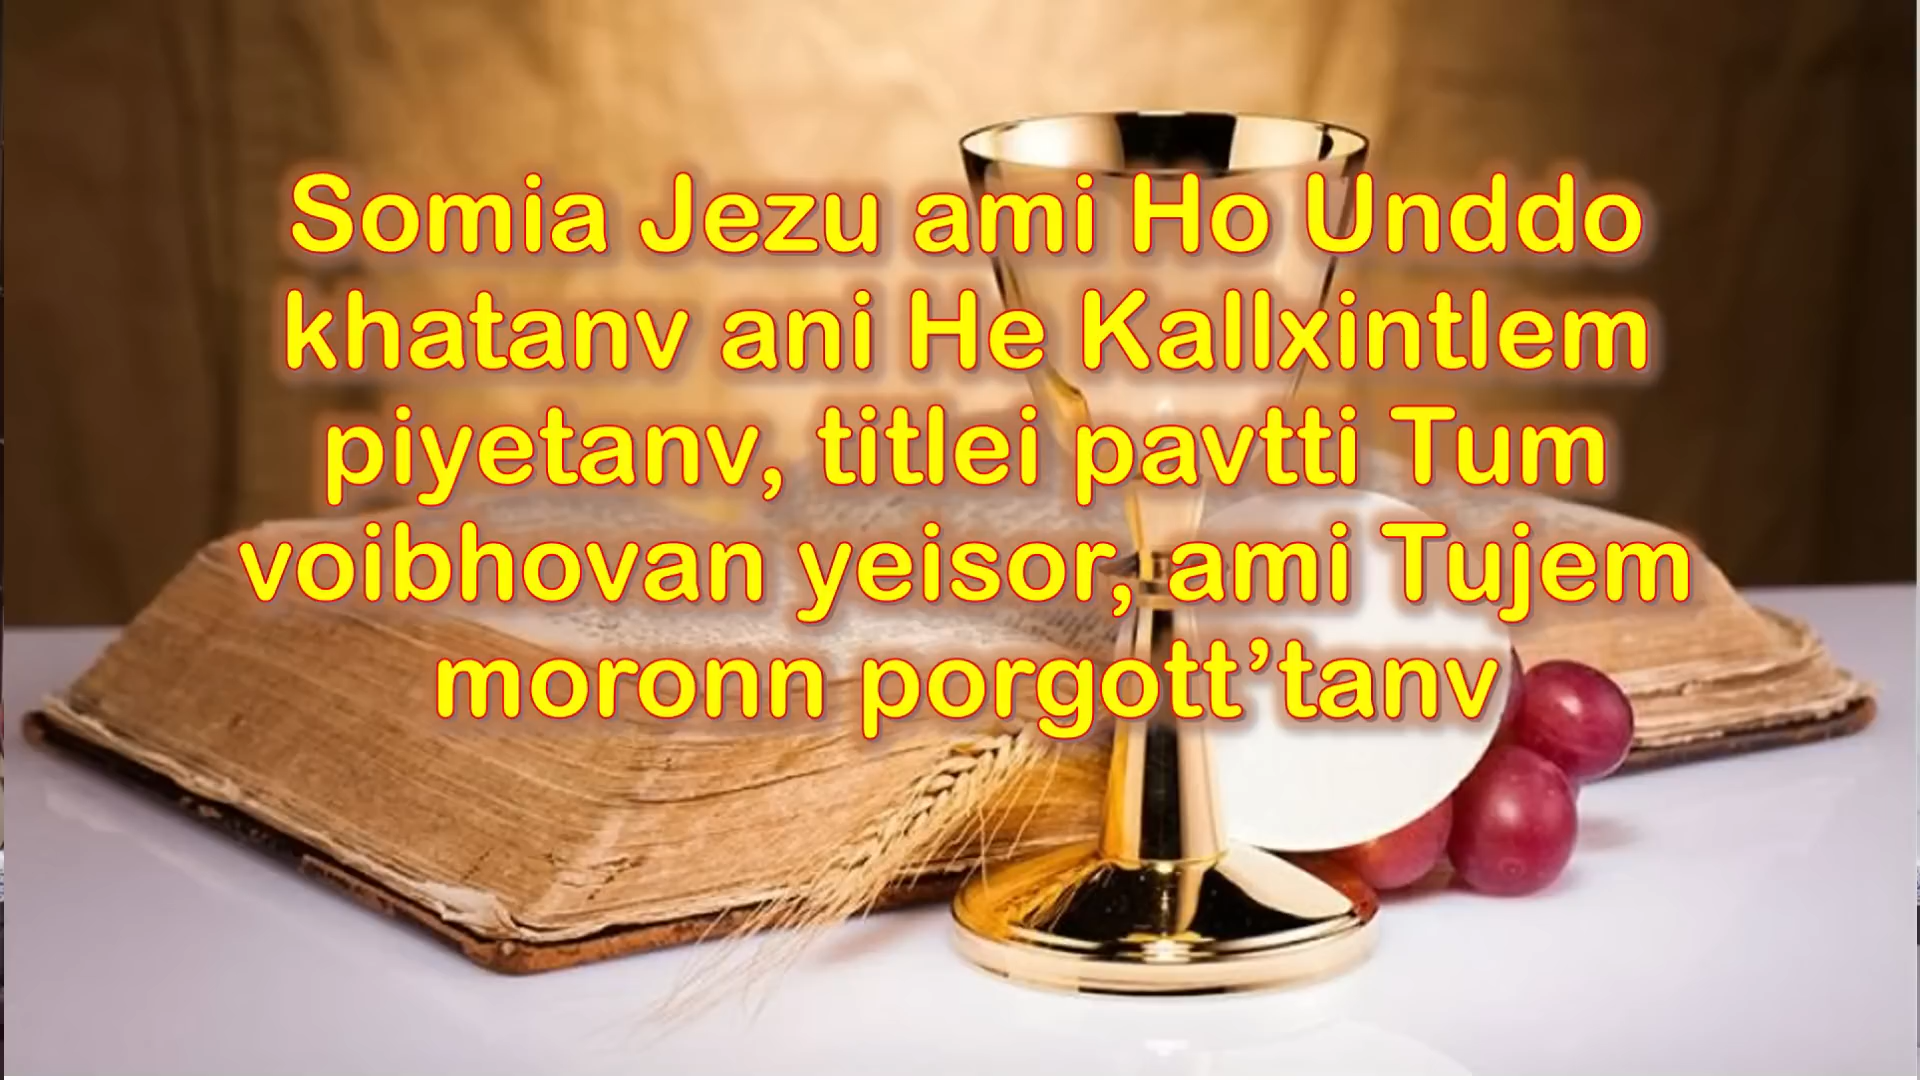 Somia Jezu ami Ho Unddo
khatanv ani He Kallxintlem
piyetanv, titlei pavtti Tum
voibhovan yeisor, ami Tujem
moronn porgott’tanv